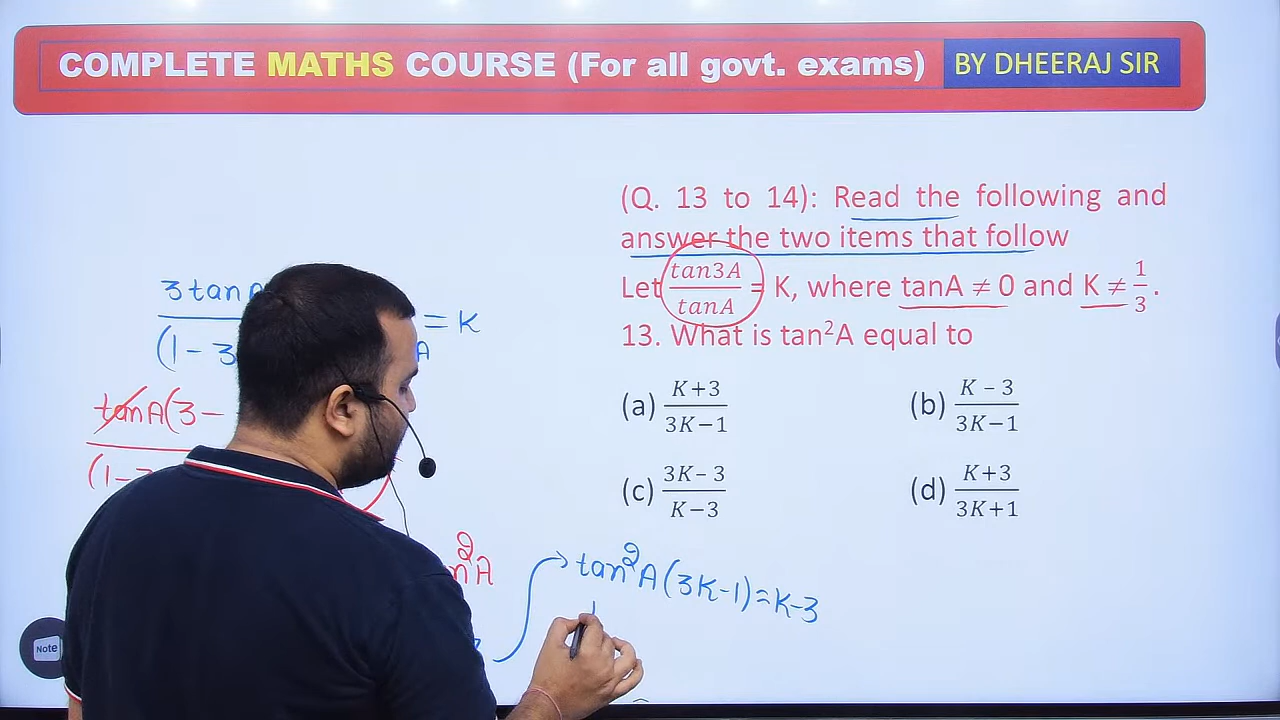 COMPLETE MATHS COURSE (For all govt. exams) BY DHEERAJ SIR
(Q. 13 to 14): Read the following and
answer the two items that follow
Let tan3A/tanA = K, where tanA ≠ 0 and K ≠ 1/3.
13. What is tan²A equal to
(a) K+3/3K−1 (b) K−3/3K−1
(c) 3K−3/K−3 (d) K+3/3K+1
3tanA
= K
(1−3
A
tanA(3−
(1−
n²A
tan²A(3K−1)=K−3
Note